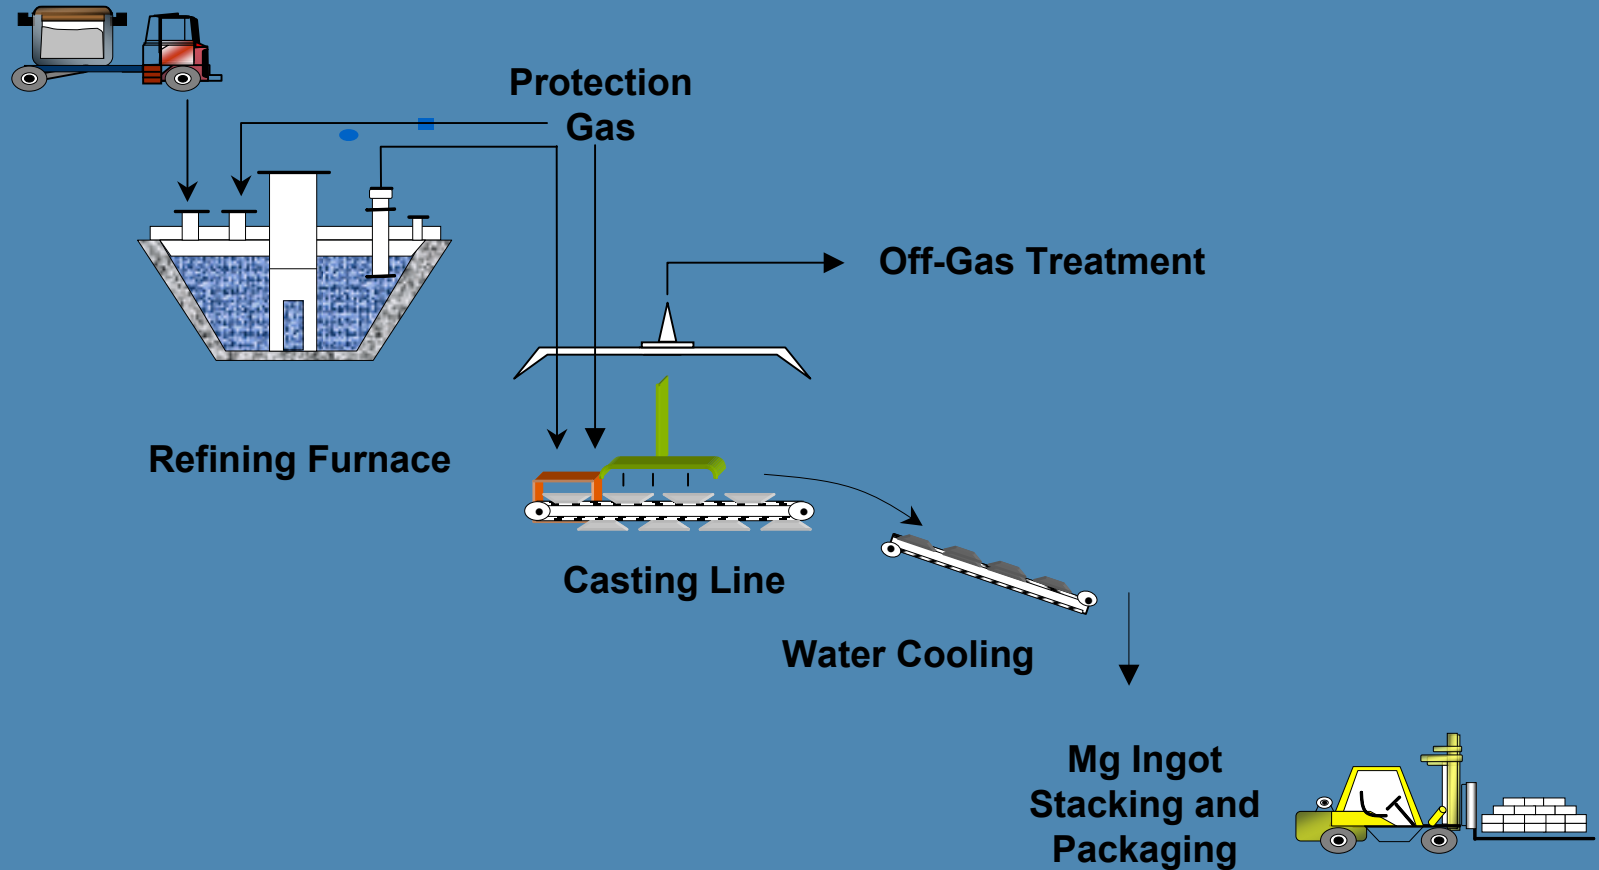 Protection
Gas
Off-Gas Treatment
Refining Furnace
Casting Line
Water Cooling
Mg Ingot
Stacking and
Packaging